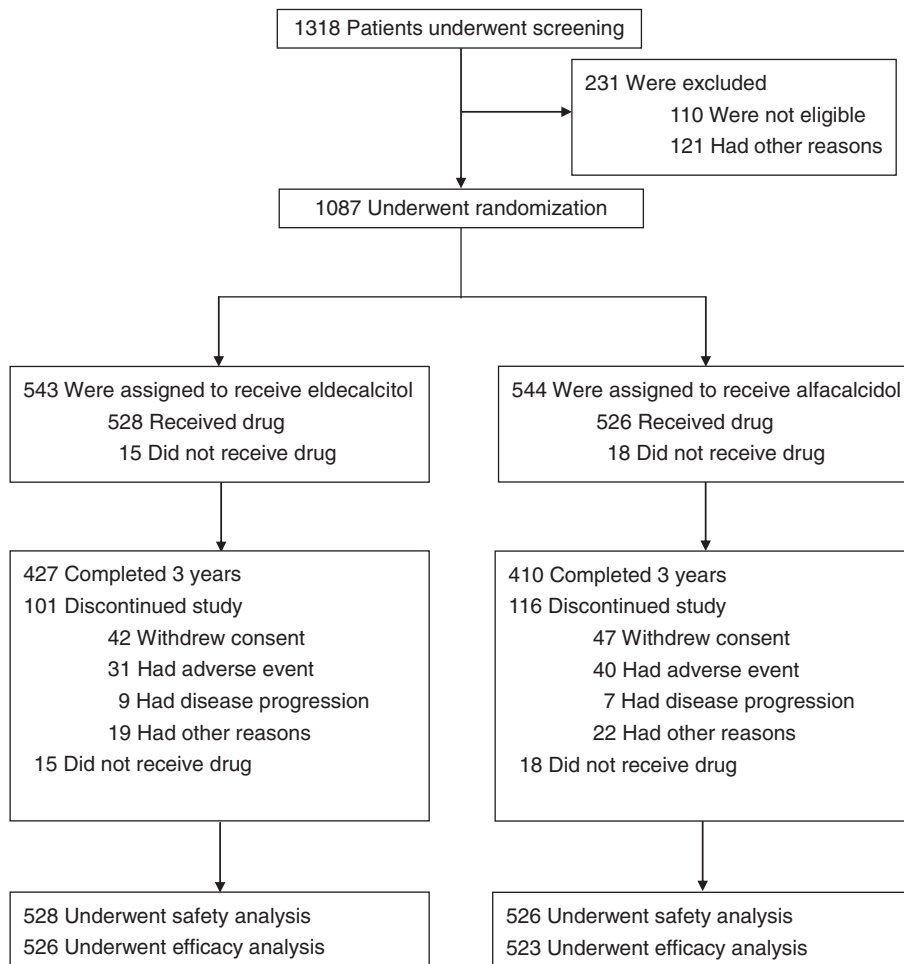 1318 Patients underwent screening
231 Were excluded
110 Were not eligible
121 Had other reasons
1087 Underwent randomization
543 Were assigned to receive eldecalcitol
528 Received drug
15 Did not receive drug
544 Were assigned to receive alfacalcidol
526 Received drug
18 Did not receive drug
427 Completed 3 years
101 Discontinued study
42 Withdrew consent
31 Had adverse event
9 Had disease progression
19 Had other reasons
15 Did not receive drug
410 Completed 3 years
116 Discontinued study
47 Withdrew consent
40 Had adverse event
7 Had disease progression
22 Had other reasons
18 Did not receive drug
528 Underwent safety analysis
526 Underwent efficacy analysis
526 Underwent safety analysis
523 Underwent efficacy analysis